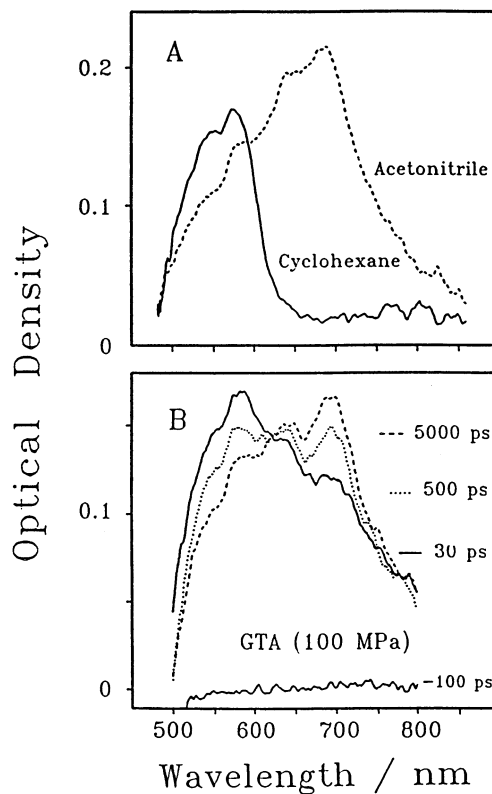 A
0.2
Acetonitrile
0.1
Cyclohexane
0
Optical Density
B
5000 ps
500 ps
0.1
30 ps
GTA (100 MPa)
0
-100 ps
500 600 700 800
Wavelength / nm